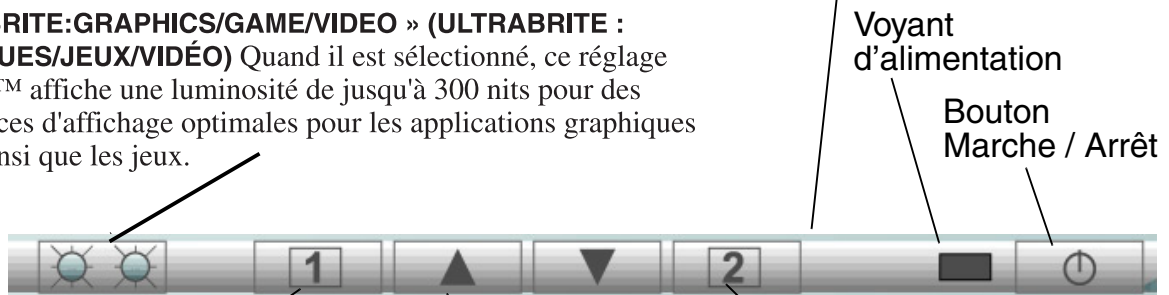 BRITE:GRAPHICS/GAME/VIDEO » (ULTRABRITE :
UES/JEUX/VIDÉO) Quand il est sélectionné, ce réglage
™ affiche une luminosité de jusqu'à 300 nits pour des
ces d'affichage optimales pour les applications graphiques
nsi que les jeux.
Voyant
d'alimentation
Bouton
Marche / Arrêt
1
2